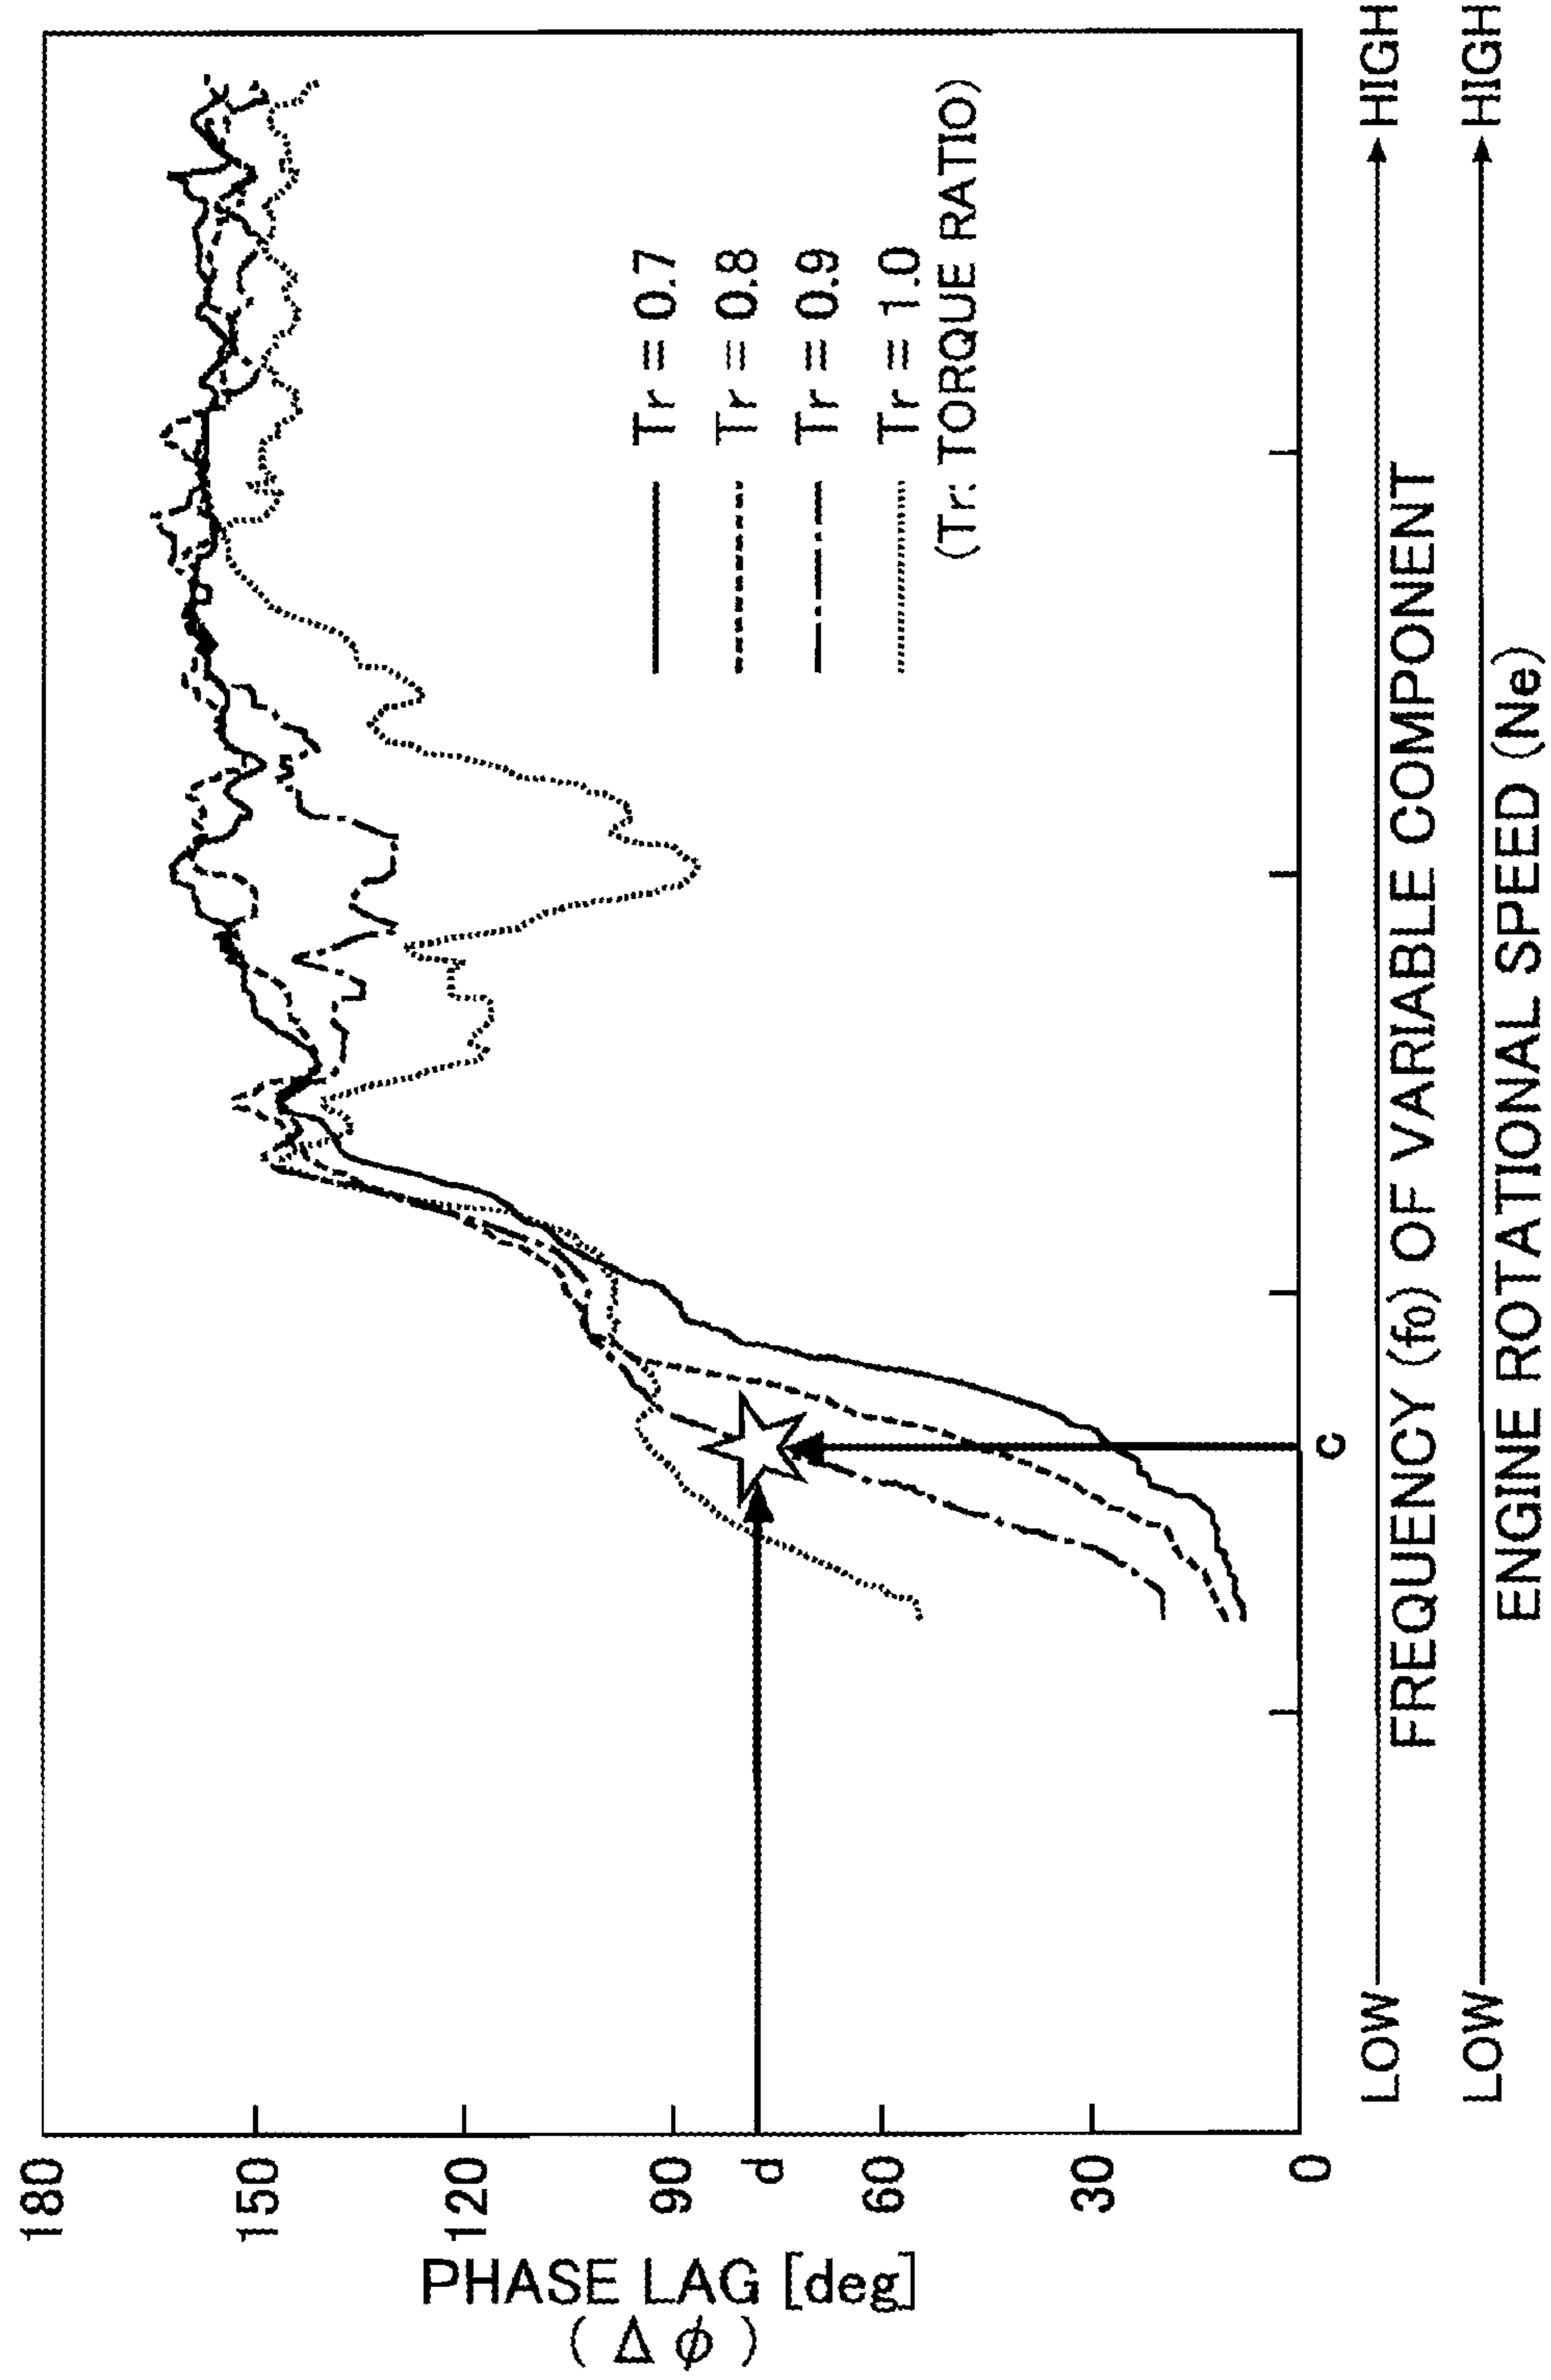 PHASE LAG [deg]
(Δφ)
180
150
120
90
d
60
30
0
Tr = 0.7
Tr = 0.8
Tr = 0.9
Tr = 1.0
(Tr: TORQUE RATIO)
c
LOW HIGH
FREQUENCY (f0) OF VARIABLE COMPONENT
LOW HIGH
ENGINE ROTATIONAL SPEED (Ne)